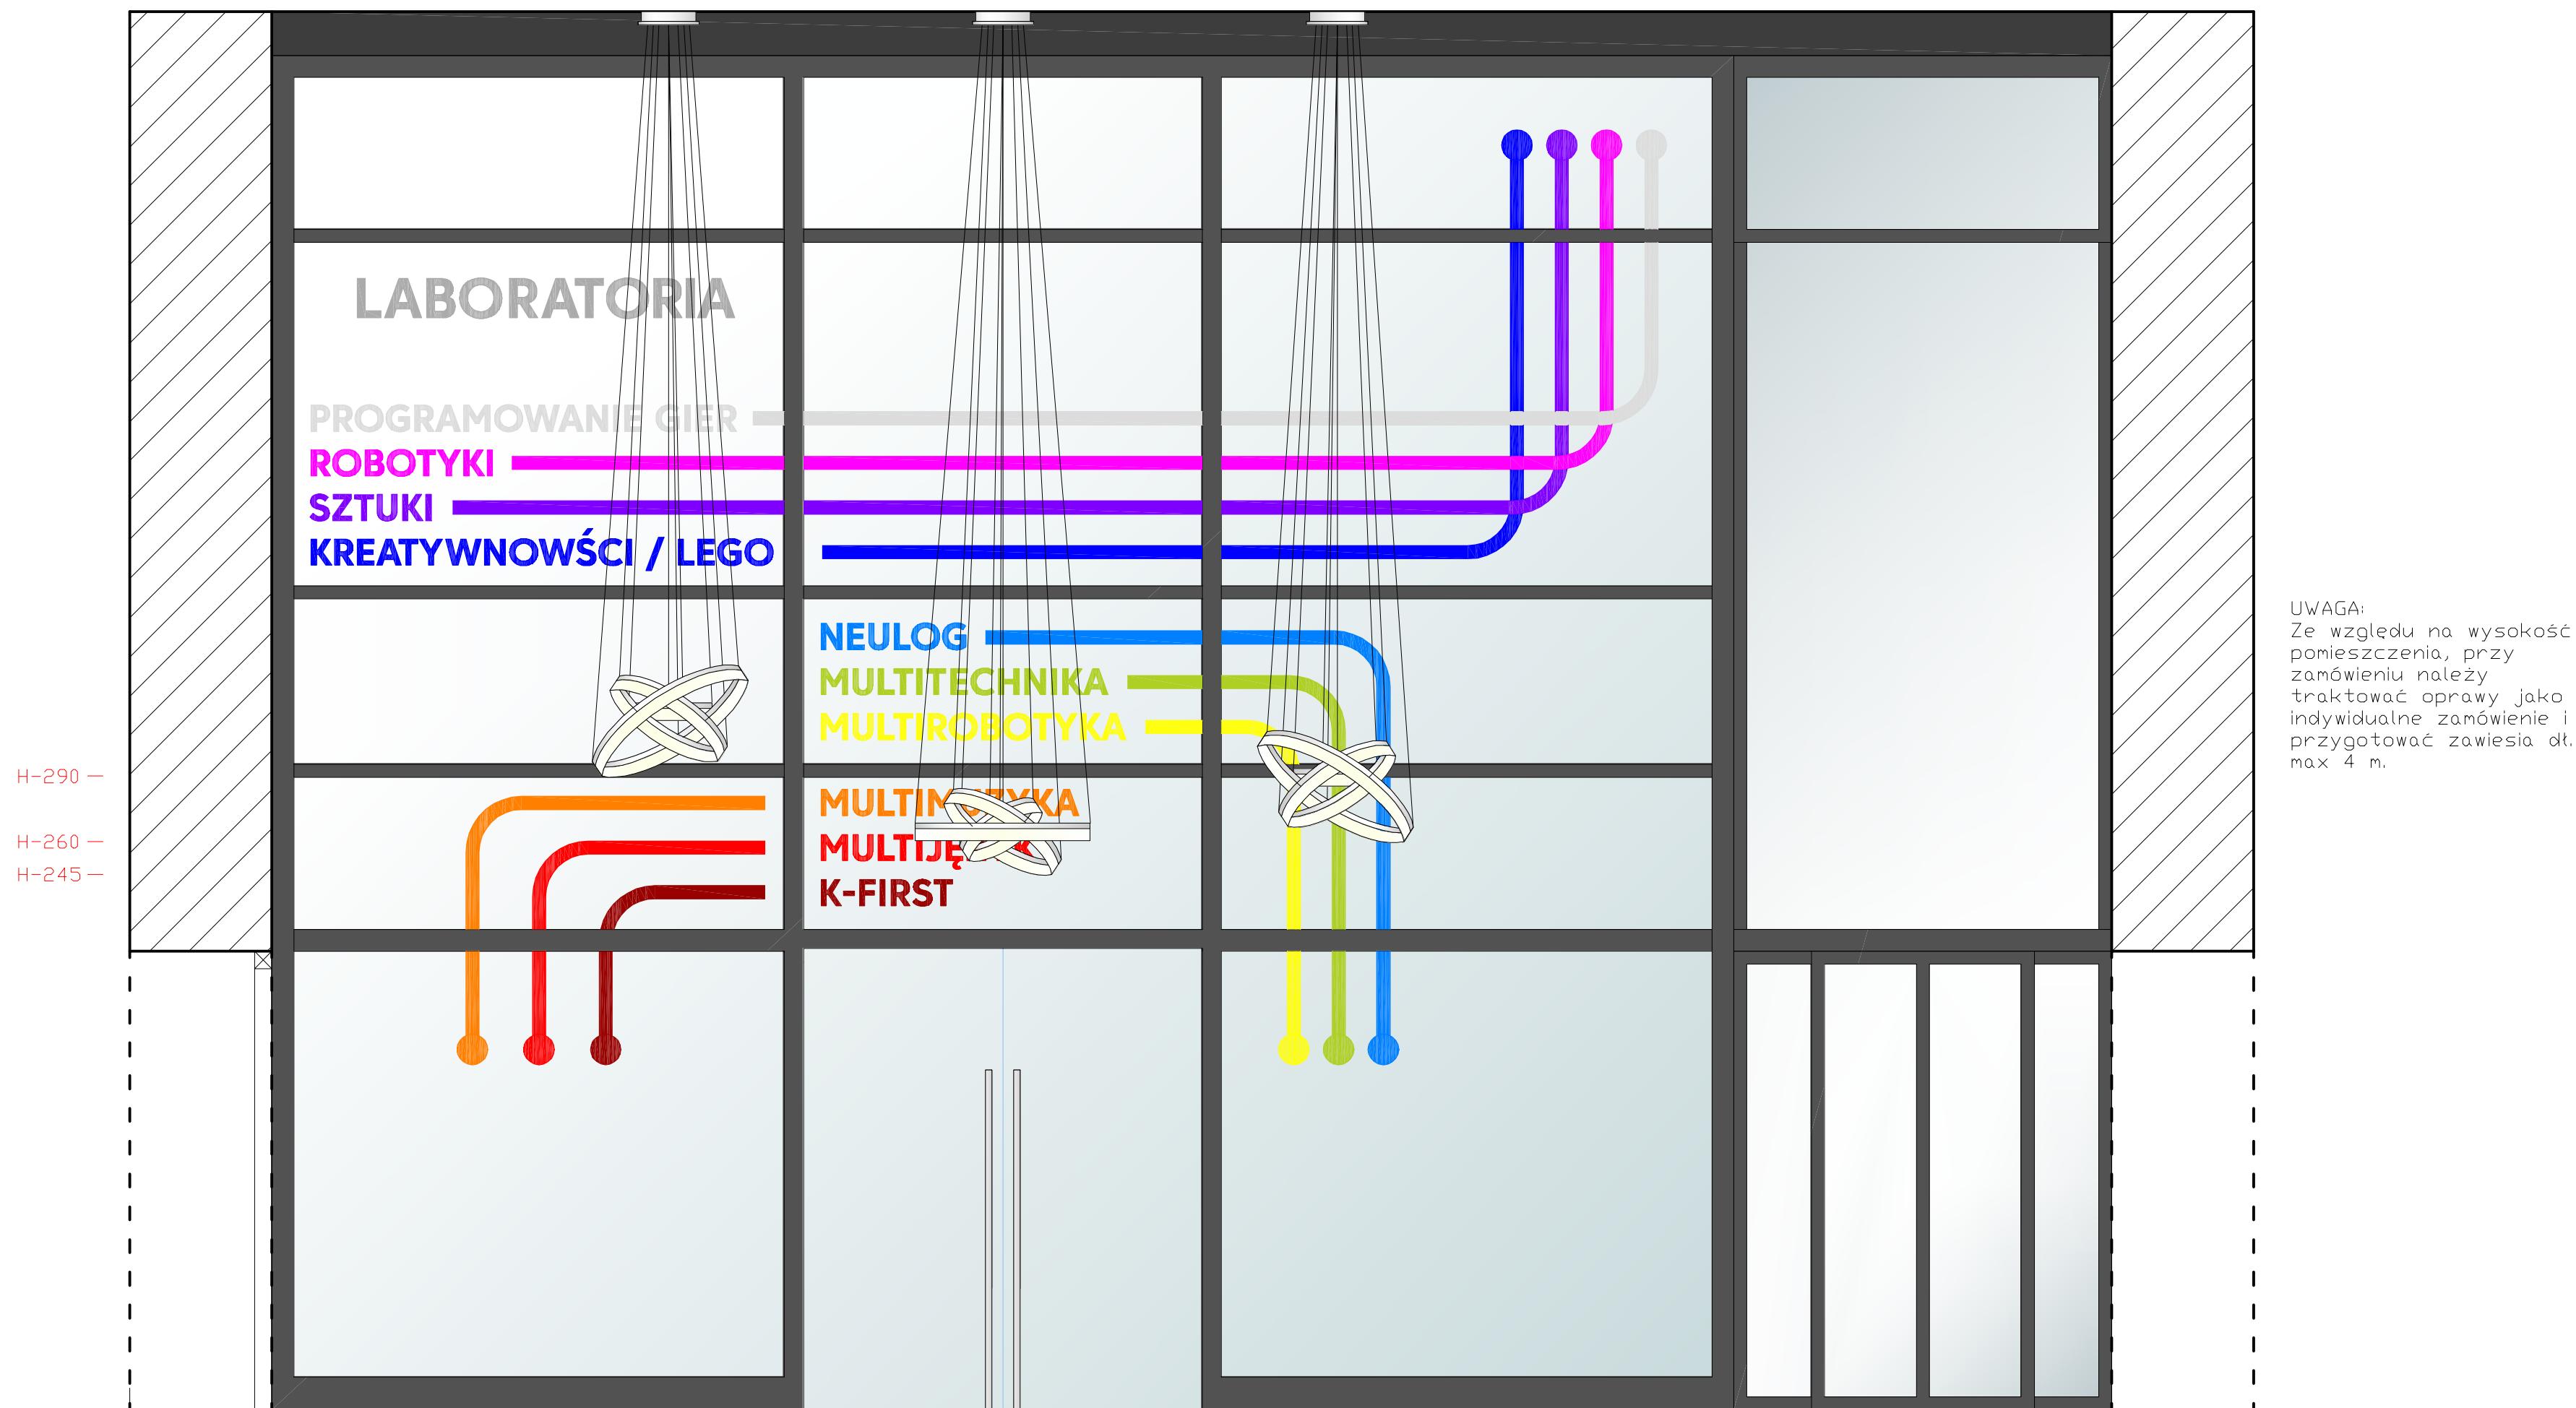 LABORATORIA
PROGRAMOWANIE GIER
ROBOTYKI
SZTUKI
KREATYWNOWŚCI / LEGO
NEULOG
MULTITECHNIKA
MULTIROBOTYKA
K-FIRST
H-290
H-260
H-245
UWAGA:
Ze względu na wysokość
pomieszczenia, przy
zamówieniu należy
traktować oprawy jako
indywidualne zamówienie i
przygotować zawiesia dł.
max 4 m.